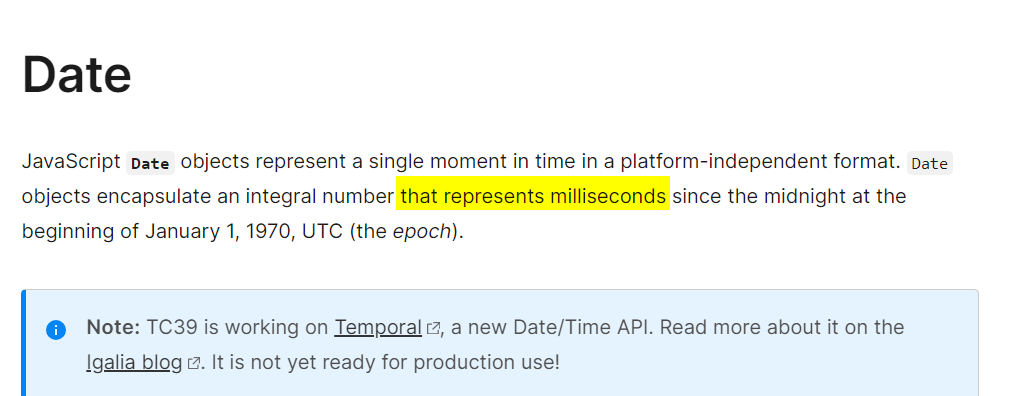 Date
JavaScript Date objects represent a single moment in time in a platform-independent format. Date
objects encapsulate an integral number that represents milliseconds since the midnight at the
beginning of January 1, 1970, UTC (the epoch).
Note: TC39 is working on Temporal, a new Date/Time API. Read more about it on the
Igalia blog. It is not yet ready for production use!